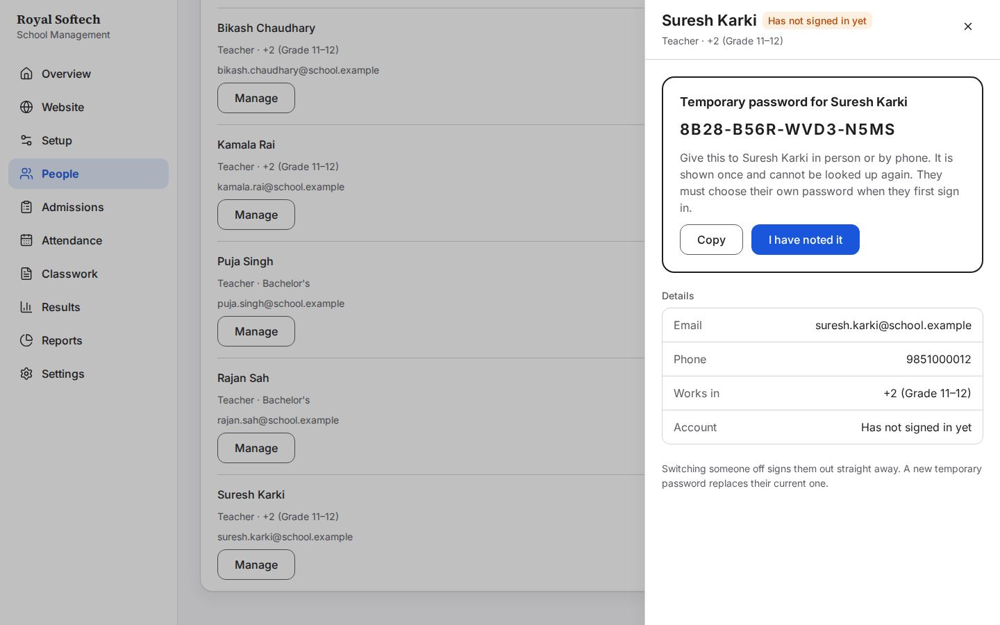 Royal Softech
School Management
Overview
Website
Setup
People
Admissions
Attendance
Classwork
Results
Reports
Settings
Bikash Chaudhary
Teacher · +2 (Grade 11–12)
bikash.chaudhary@school.example
Manage
Kamala Rai
Teacher · +2 (Grade 11–12)
kamala.rai@school.example
Manage
Puja Singh
Teacher · Bachelor's
puja.singh@school.example
Manage
Rajan Sah
Teacher · Bachelor's
rajan.sah@school.example
Manage
Suresh Karki
Teacher · +2 (Grade 11–12)
suresh.karki@school.example
Manage
Suresh Karki Has not signed in yet
Teacher · +2 (Grade 11–12)
Temporary password for Suresh Karki
8B28-B56R-WVD3-N5MS
Give this to Suresh Karki in person or by phone. It is
shown once and cannot be looked up again. They
must choose their own password when they first sign
in.
Copy I have noted it
Details
Email suresh.karki@school.example
Phone 9851000012
Works in +2 (Grade 11–12)
Account Has not signed in yet
Switching someone off signs them out straight away. A new temporary
password replaces their current one.